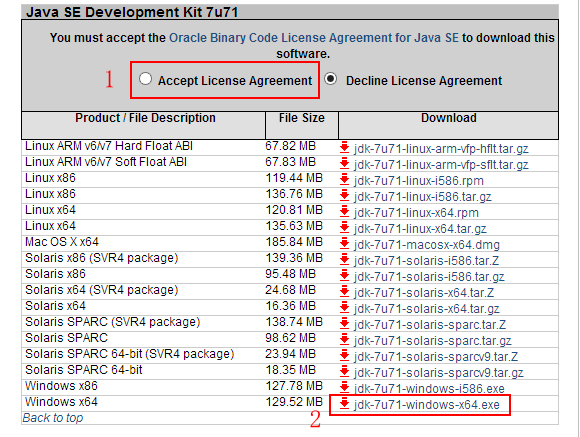 Java SE Development Kit 7u71
You must accept the Oracle Binary Code License Agreement for Java SE to download this
software.
1 Accept License Agreement Decline License Agreement
Product / File Description File Size Download
Linux ARM v6/v7 Hard Float ABI 67.82 MB jdk-7u71-linux-arm-vfp-hflt.tar.gz
Linux ARM v6/v7 Soft Float ABI 67.83 MB jdk-7u71-linux-arm-vfp-sflt.tar.gz
Linux x86 119.44 MB jdk-7u71-linux-i586.rpm
Linux x86 136.76 MB jdk-7u71-linux-i586.tar.gz
Linux x64 120.81 MB jdk-7u71-linux-x64.rpm
Linux x64 135.63 MB jdk-7u71-linux-x64.tar.gz
Mac OS X x64 185.84 MB jdk-7u71-macosx-x64.dmg
Solaris x86 (SVR4 package) 139.36 MB jdk-7u71-solaris-i586.tar.Z
Solaris x86 95.48 MB jdk-7u71-solaris-i586.tar.gz
Solaris x64 (SVR4 package) 24.68 MB jdk-7u71-solaris-x64.tar.Z
Solaris x64 16.36 MB jdk-7u71-solaris-x64.tar.gz
Solaris SPARC (SVR4 package) 138.74 MB jdk-7u71-solaris-sparc.tar.Z
Solaris SPARC 98.62 MB jdk-7u71-solaris-sparc.tar.gz
Solaris SPARC 64-bit (SVR4 package) 23.94 MB jdk-7u71-solaris-sparcv9.tar.Z
Solaris SPARC 64-bit 18.35 MB jdk-7u71-solaris-sparcv9.tar.gz
Windows x86 127.78 MB jdk-7u71-windows-i586.exe
Windows x64 129.52 MB jdk-7u71-windows-x64.exe
Back to top 2